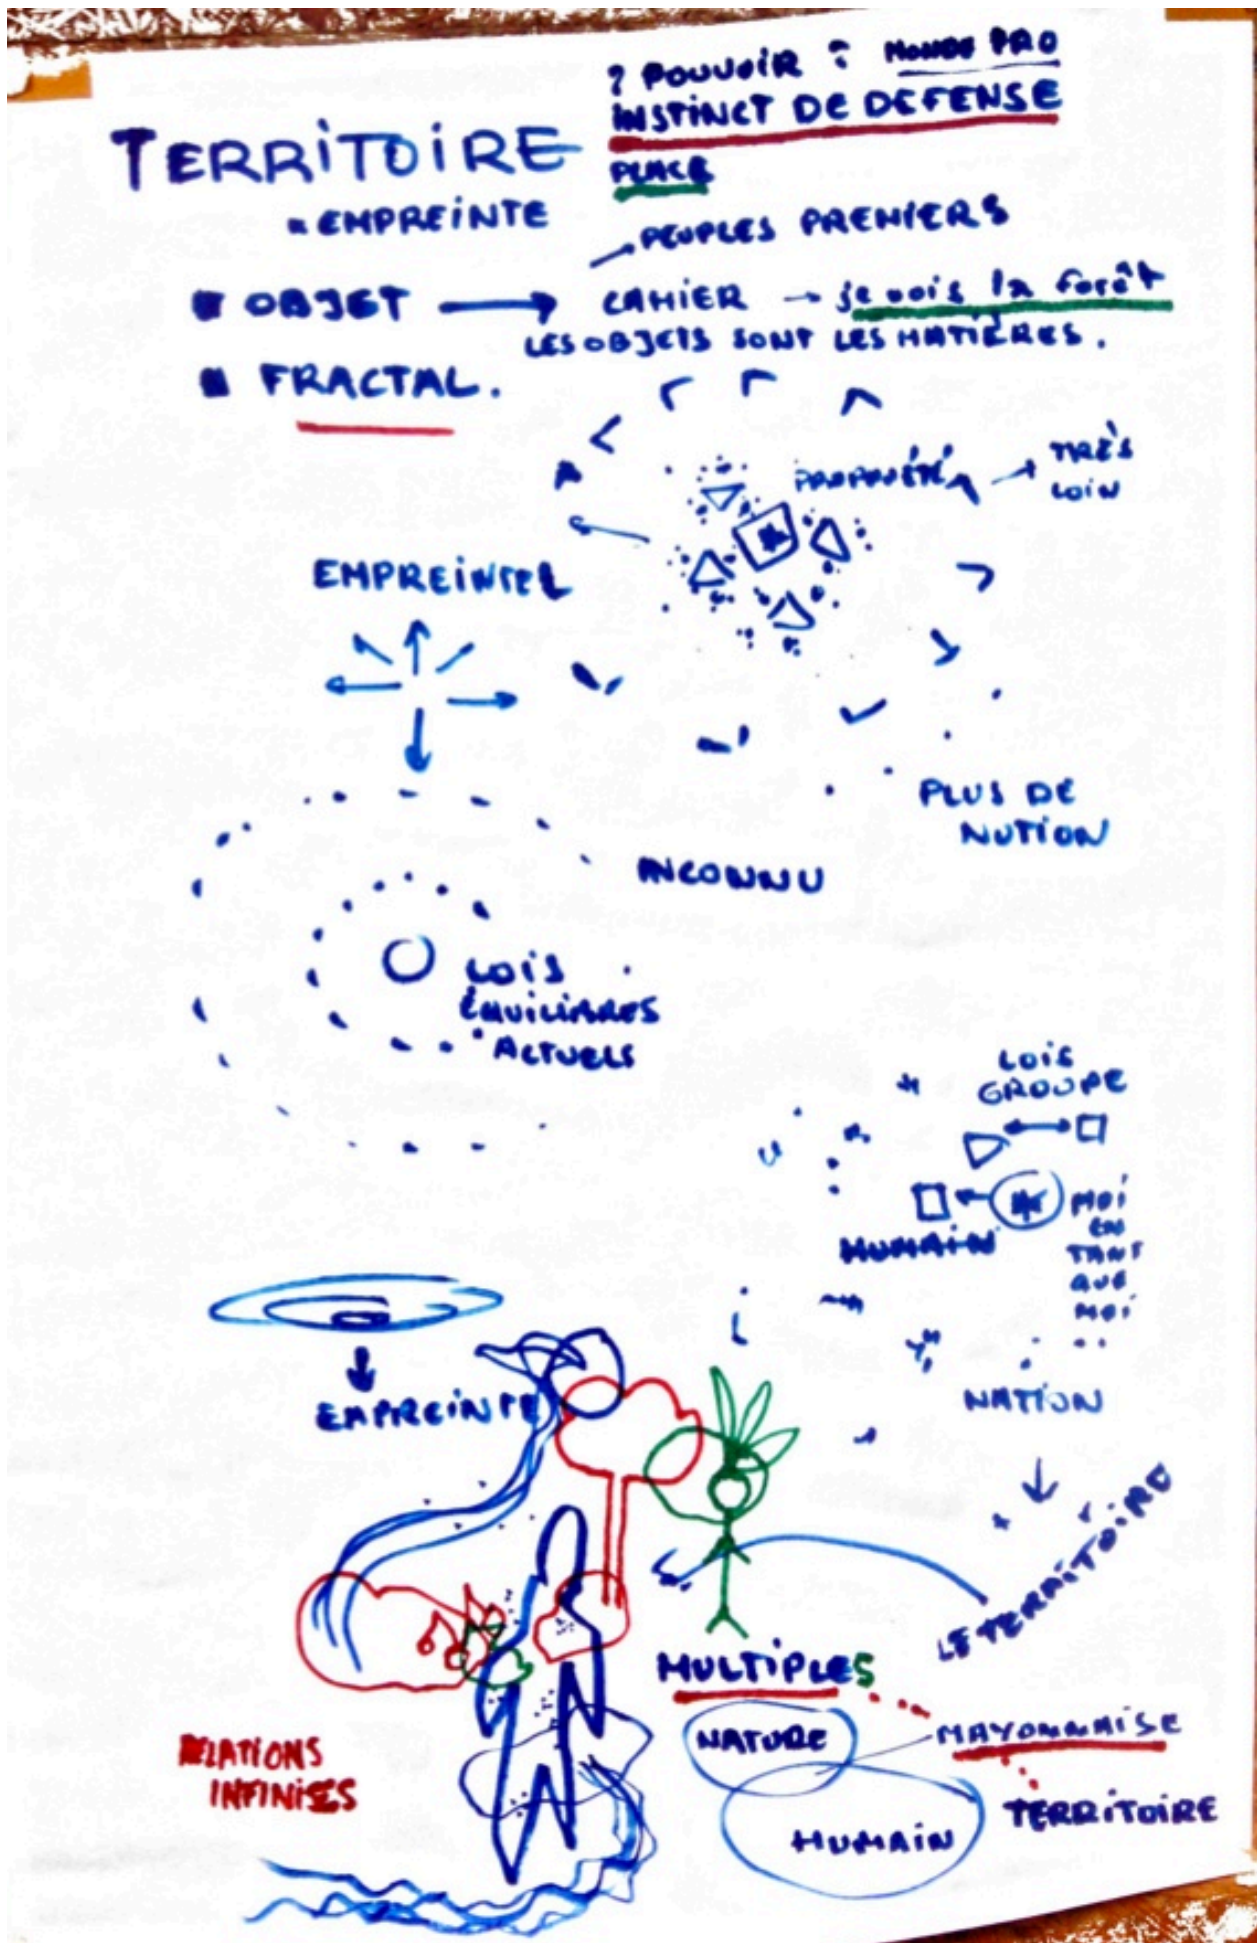 ? POUVOIR : MONDE PRO
INSTINCT DE DEFENSE
PLACE
TERRITOIRE
= EMPREINTE
PEUPLES PREMIERS
OBJET → CAHIER → je vois la forêt
LES OBJETS SONT LES MATIÈRES.
FRACTAL.
PROPRIÉTÉ → TRÈS
LOIN
EMPREINTE
PLUS DE
NUTION
INCONNU
LOIS
ÉQUILIBRES
ACTUELS
LOIS
GROUPE
HUMAIN
MOI
EN
TANT
QUE
MOI
EMPREINTE
NATION
LE TERRITOIRE
MULTIPLES
NATURE
MAYONNAISE
HUMAIN
TERRITOIRE
RELATIONS
INFINIES